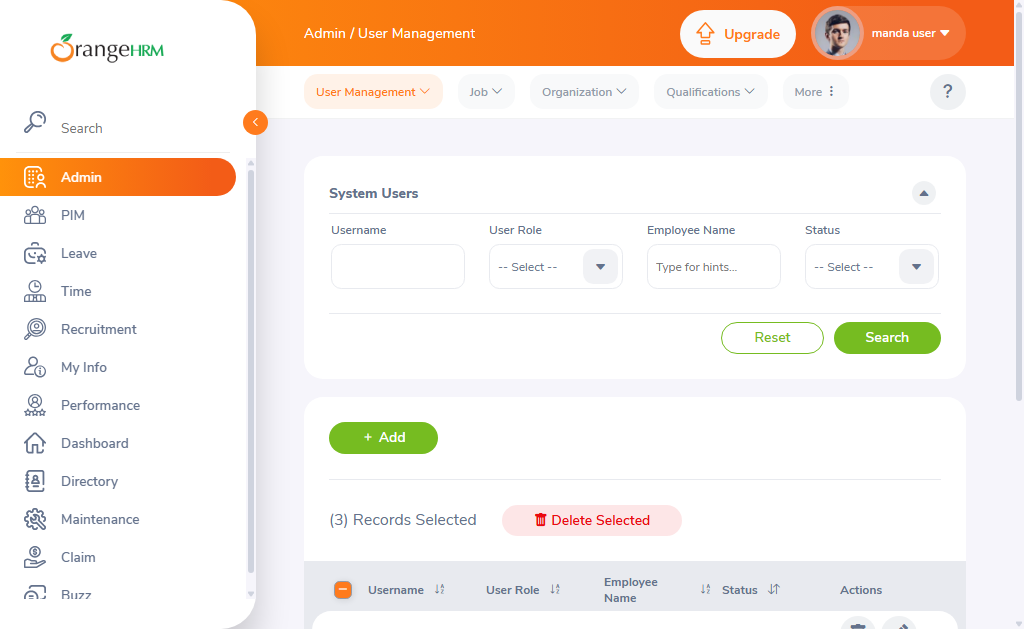 OrangeHRM
Admin / User Management
Upgrade
manda user
User Management
Job
Organization
Qualifications
More
?
Search
Admin
PIM
Leave
Time
Recruitment
My Info
Performance
Dashboard
Directory
Maintenance
Claim
Buzz
System Users
Username
User Role
Employee Name
Status
-- Select --
Type for hints...
-- Select --
Reset
Search
+ Add
(3) Records Selected
Delete Selected
Username
User Role
Employee
Name
Status
Actions